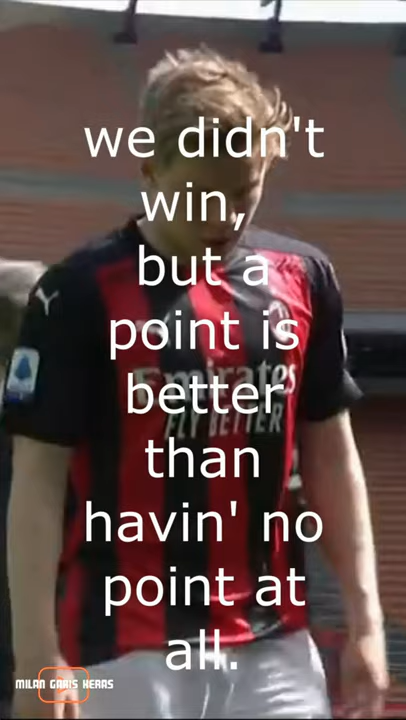 we didn't
win,
but a
point is
better
than
havin' no
point at
all.
Emirates
FLY BETTER
MILAN GARIS KERAS